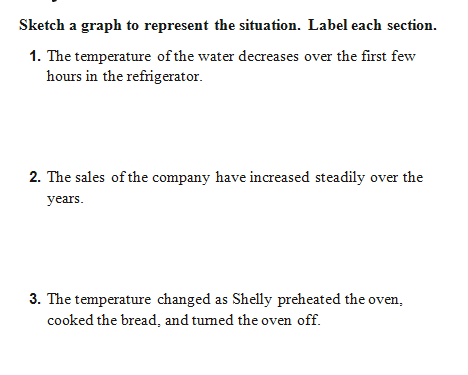 Sketch a graph to represent the situation. Label each section.
1. The temperature of the water decreases over the first few
hours in the refrigerator.
2. The sales of the company have increased steadily over the
years.
3. The temperature changed as Shelly preheated the oven,
cooked the bread, and turned the oven off.